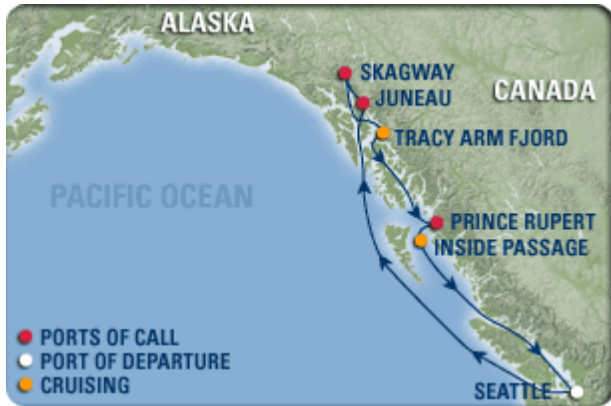 ALASKA
SKAGWAY
CANADA
JUNEAU
TRACY ARM FJORD
PACIFIC OCEAN
PRINCE RUPERT
INSIDE PASSAGE
PORTS OF CALL
PORT OF DEPARTURE
CRUISING
SEATTLE